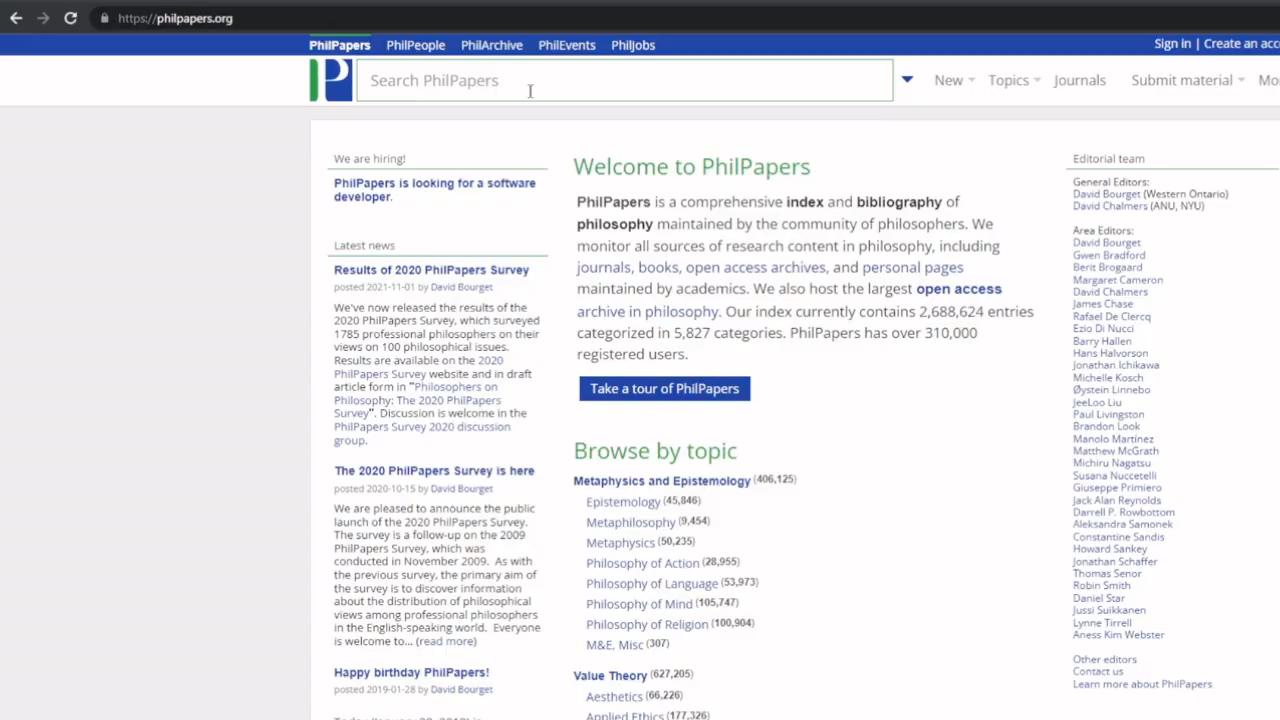 https://philpapers.org
PhilPapers PhilPeople PhilArchive PhilEvents PhilJobs
Sign in | Create an acc
P Search PhilPapers
New Topics Journals Submit material Mo
We are hiring!
PhilPapers is looking for a software
developer.
Latest news
Results of 2020 PhilPapers Survey
posted 2021-11-01 by David Bourget
We've now released the results of the
2020 PhilPapers Survey, which surveyed
1785 professional philosophers on their
views on 100 philosophical issues.
Results are available on the 2020
PhilPapers Survey website and in draft
article form in "Philosophers on
Philosophy: The 2020 PhilPapers
Survey". Discussion is welcome in the
PhilPapers Survey 2020 discussion
group.
The 2020 PhilPapers Survey is here
posted 2020-10-15 by David Bourget
We are pleased to announce the public
launch of the 2020 PhilPapers Survey.
The survey is a follow-up on the 2009
PhilPapers Survey, which was
conducted in November 2009. As with
the previous survey, the primary aim of
the survey is to discover information
about the distribution of philosophical
views among professional philosophers
in the English-speaking world. Everyone
is welcome to... (read more)
Happy birthday PhilPapers!
posted 2019-01-28 by David Bourget
Welcome to PhilPapers
PhilPapers is a comprehensive index and bibliography of
philosophy maintained by the community of philosophers. We
monitor all sources of research content in philosophy, including
journals, books, open access archives, and personal pages
maintained by academics. We also host the largest open access
archive in philosophy. Our index currently contains 2,688,624 entries
categorized in 5,827 categories. PhilPapers has over 310,000
registered users.
Take a tour of PhilPapers
Browse by topic
Metaphysics and Epistemology (406,125)
Epistemology (45,846)
Metaphilosophy (9,454)
Metaphysics (50,235)
Philosophy of Action (28,955)
Philosophy of Language (53,973)
Philosophy of Mind (105,747)
Philosophy of Religion (100,904)
M&E, Misc (307)
Value Theory (627,205)
Aesthetics (66,226)
Applied Ethics (177,326)
Editorial team
General Editors:
David Bourget (Western Ontario)
David Chalmers (ANU, NYU)
Area Editors:
David Bourget
Gwen Bradford
Berit Brogaard
Margaret Cameron
David Chalmers
James Chase
Rafael De Clercq
Ezio Di Nucci
Barry Hallen
Hans Halvorson
Jonathan Ichikawa
Michelle Kosch
Øystein Linnebo
JeeLoo Liu
Paul Livingston
Brandon Look
Manolo Martínez
Matthew McGrath
Michiru Nagatsu
Susana Nuccetelli
Giuseppe Primiero
Jack Alan Reynolds
Darrell P. Rowbottom
Aleksandra Samonek
Constantine Sandis
Howard Sankey
Jonathan Schaffer
Thomas Senor
Robin Smith
Daniel Star
Jussi Suikkanen
Lynne Tirrell
Aness Kim Webster
Other editors
Contact us
Learn more about PhilPapers